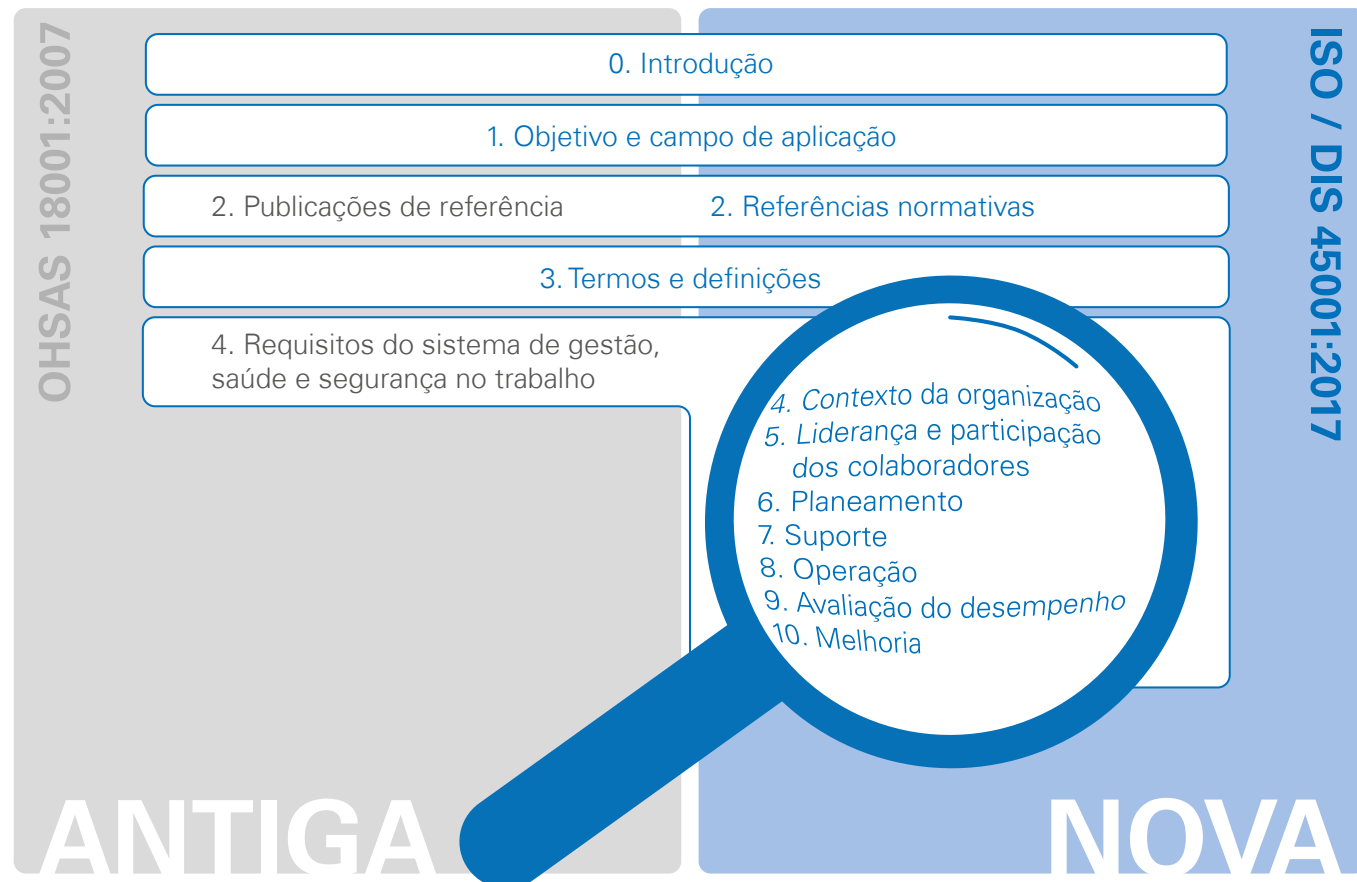 OHSAS 18001:2007
ISO / DIS 45001:2017
0. Introdução
1. Objetivo e campo de aplicação
2. Publicações de referência
2. Referências normativas
3. Termos e definições
4. Requisitos do sistema de gestão,
saúde e segurança no trabalho
4. Contexto da organização
5. Liderança e participação
dos colaboradores
6. Planeamento
7. Suporte
8. Operação
9. Avaliação do desempenho
10. Melhoria
ANTIGA
NOVA